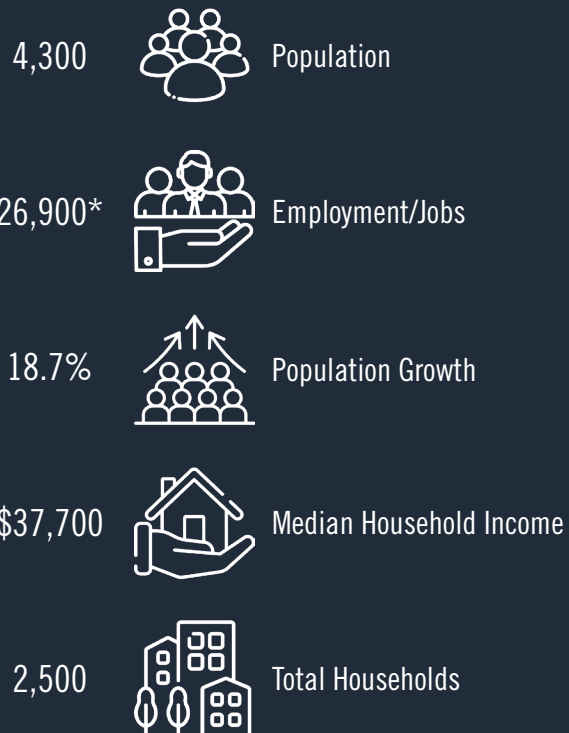 4,300 Population
26,900* Employment/Jobs
18.7% Population Growth
$37,700 Median Household Income
2,500 Total Households